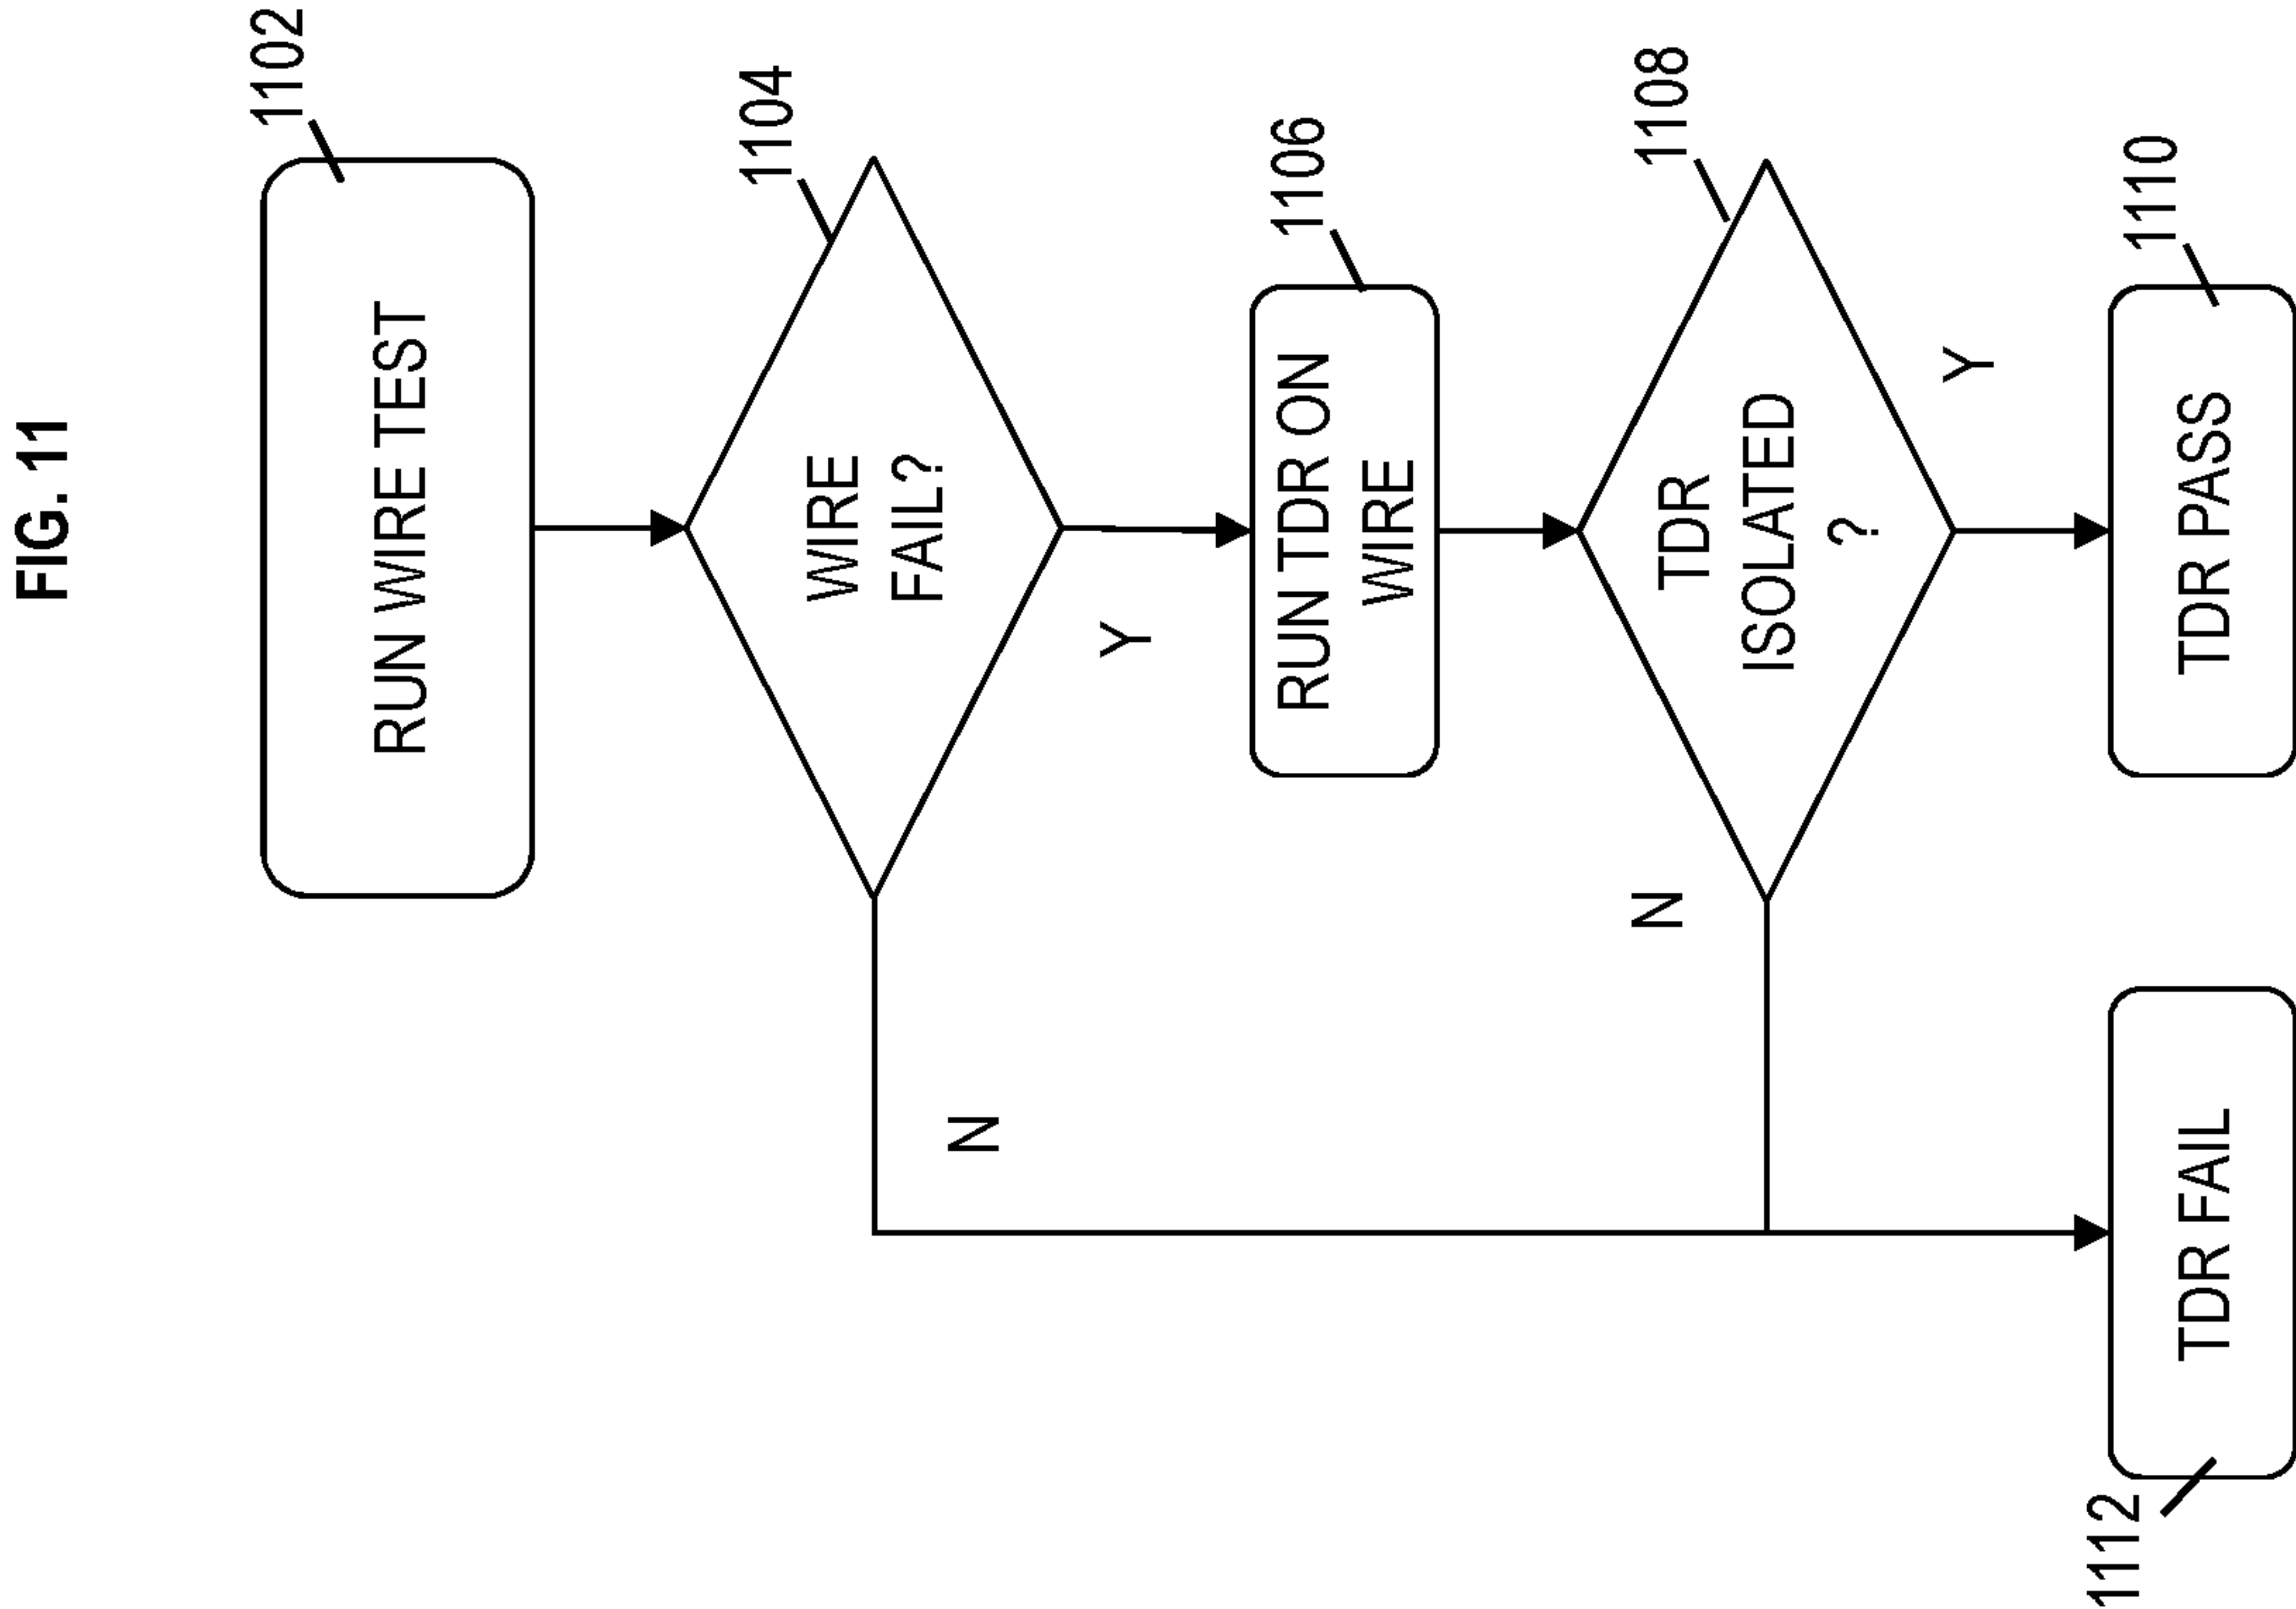 FIG. 11
1102
RUN WIRE TEST
1104
WIRE
FAIL?
N
Y
1106
RUN TDR ON
WIRE
1108
TDR
ISOLATED
?
N
Y
1110
TDR PASS
1112
TDR FAIL